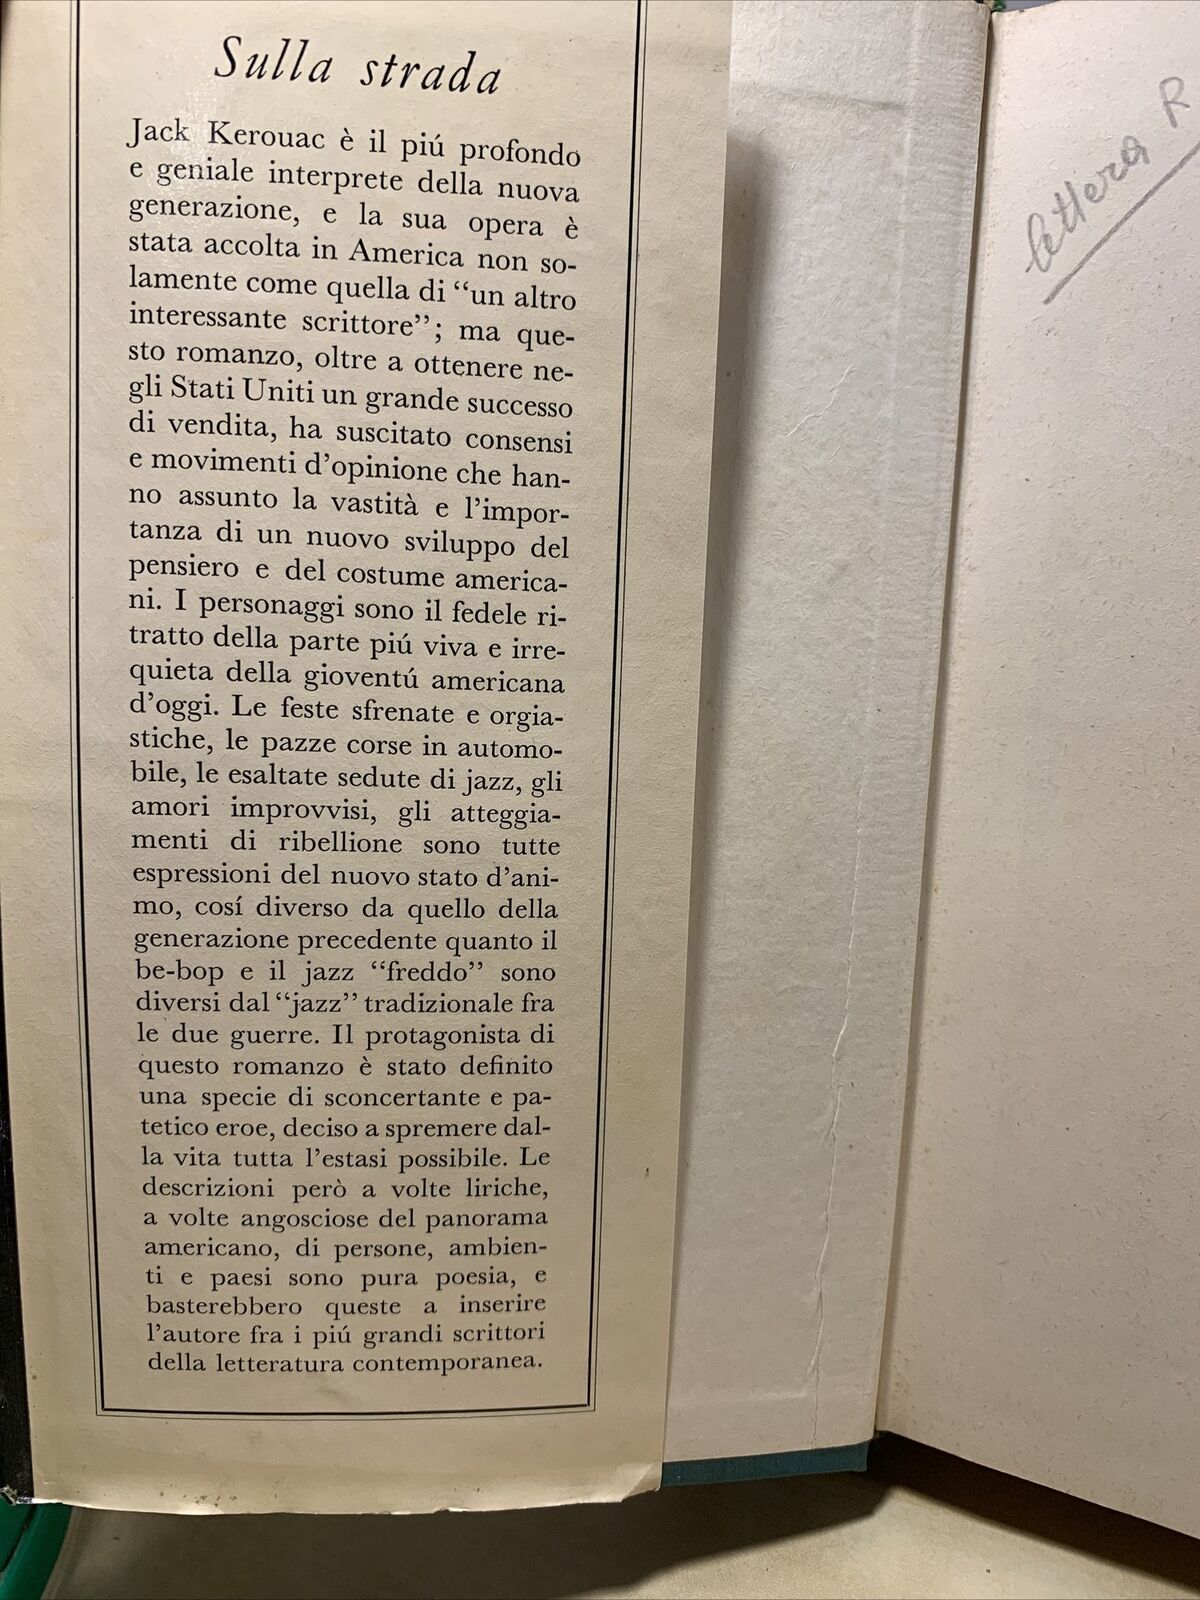 Sulla strada
Jack Kerouac è il piú profondo
e geniale interprete della nuova
generazione, e la sua opera è
stata accolta in America non so-
lamente come quella di “un altro
interessante scrittore”; ma que-
sto romanzo, oltre a ottenere ne-
gli Stati Uniti un grande successo
di vendita, ha suscitato consensi
e movimenti d’opinione che han-
no assunto la vastità e l’impor-
tanza di un nuovo sviluppo del
pensiero e del costume america-
ni. I personaggi sono il fedele ri-
tratto della parte piú viva e irre-
quieta della gioventú americana
d’oggi. Le feste sfrenate e orgia-
stiche, le pazze corse in automo-
bile, le esaltate sedute di jazz, gli
amori improvvisi, gli atteggia-
menti di ribellione sono tutte
espressioni del nuovo stato d’ani-
mo, cosí diverso da quello della
generazione precedente quanto il
be-bop e il jazz “freddo” sono
diversi dal “jazz” tradizionale fra
le due guerre. Il protagonista di
questo romanzo è stato definito
una specie di sconcertante e pa-
tetico eroe, deciso a spremere dal-
la vita tutta l’estasi possibile. Le
descrizioni però a volte liriche,
a volte angosciose del panorama
americano, di persone, ambien-
ti e paesi sono pura poesia, e
basterebbero queste a inserire
l’autore fra i piú grandi scrittori
della letteratura contemporanea.
lettera R